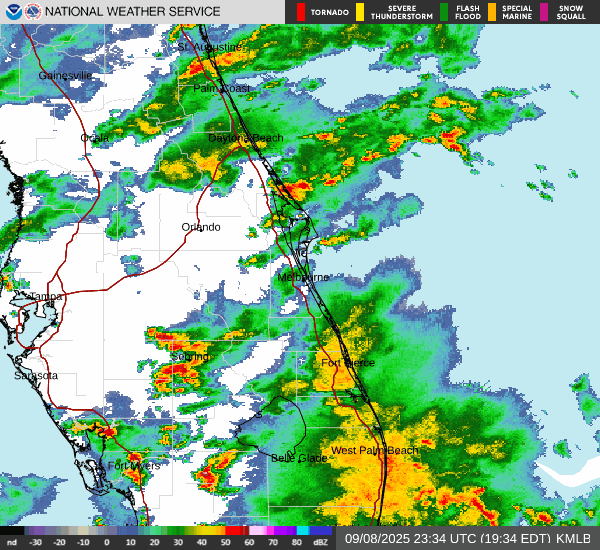 NATIONAL WEATHER SERVICE
TORNADO
SEVERE THUNDERSTORM
FLASH FLOOD
SPECIAL MARINE
SNOW SQUALL
St. Augustine
Gainesville
Palm Coast
Ocala
Daytona Beach
Orlando
Melbourne
Tampa
Sebring
Fort Pierce
Sarasota
West Palm Beach
Belle Glade
Fort Myers
nd -30 -20 -10 0 10 20 30 40 50 60 70 80 dBZ
09/08/2025 23:34 UTC (19:34 EDT) KMLB